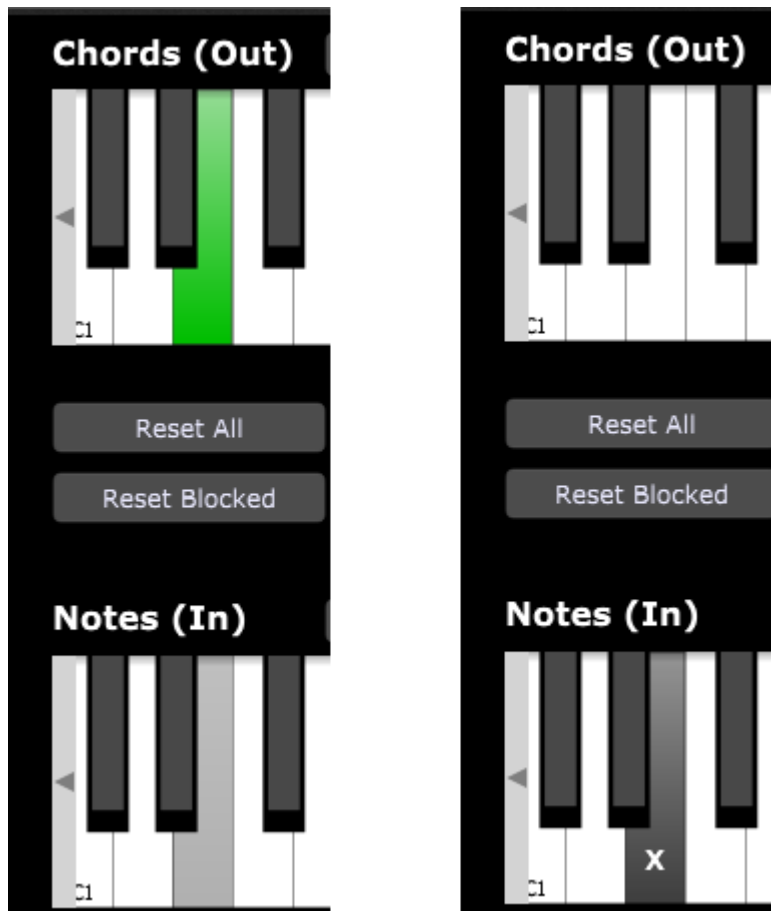 Chords (Out)
C1
Reset All
Reset Blocked
Notes (In)
C1
Chords (Out)
C1
Reset All
Reset Blocked
Notes (In)
X
C1